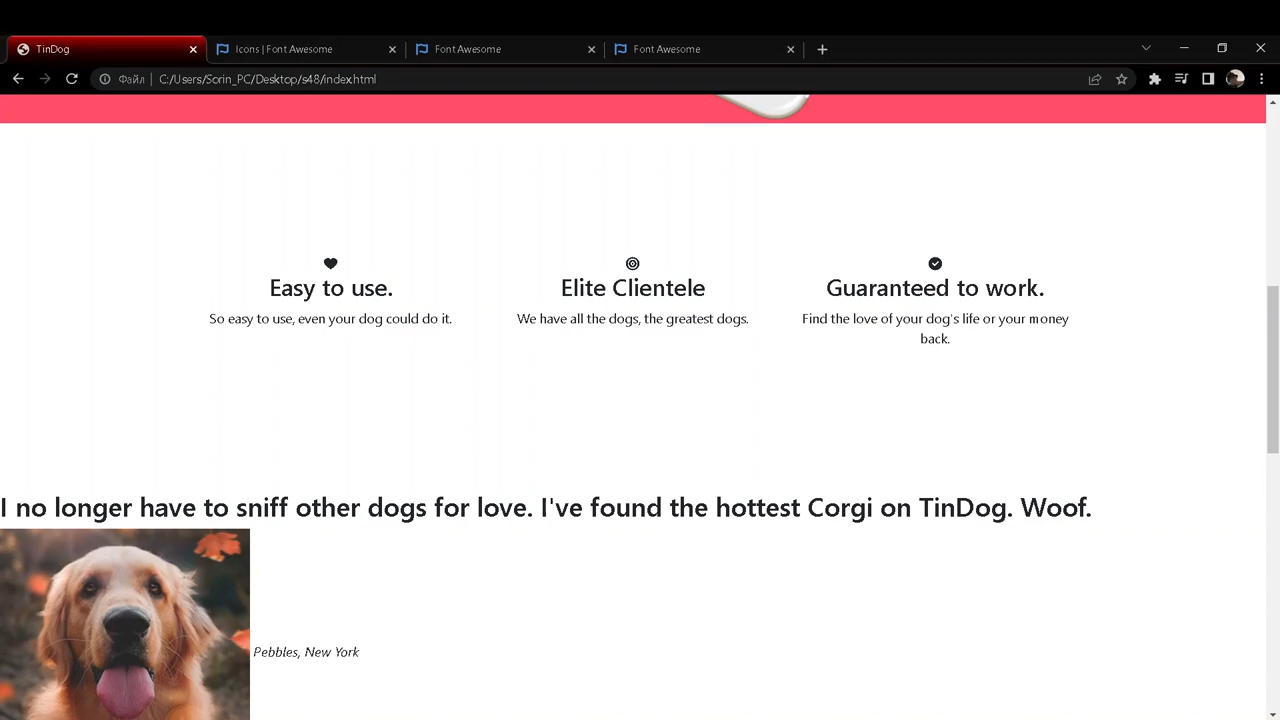 TinDog
Icons | Font Awesome
Font Awesome
Font Awesome
Файл
C:/Users/Sorin_PC/Desktop/s48/index.html
Easy to use.
So easy to use, even your dog could do it.
Elite Clientele
We have all the dogs, the greatest dogs.
Guaranteed to work.
Find the love of your dog's life or your money
back.
I no longer have to sniff other dogs for love. I've found the hottest Corgi on TinDog. Woof.
Pebbles, New York